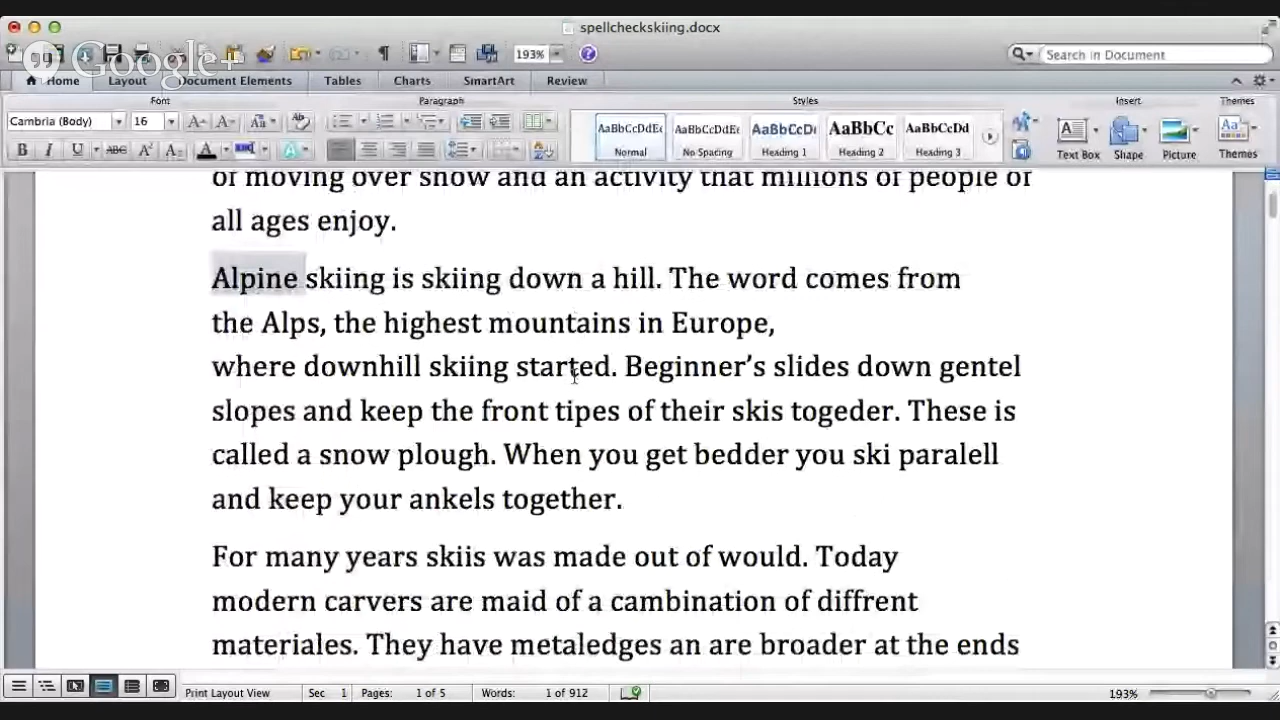 spellcheckskiing.docx
Google+
193%
Search in Document
Home Layout Document Elements Tables Charts SmartArt Review
Font Paragraph Styles Insert Themes
Cambria (Body) 16
AaBbCcDdEe AaBbCcDdEe AaBbCcDc AaBbCc AaBbCcDd
Normal No Spacing Heading 1 Heading 2 Heading 3
Text Box Shape Picture Themes
B I U ABC A A A
of moving over snow and an activity that millions of people of
all ages enjoy.
Alpine skiing is skiing down a hill. The word comes from
the Alps, the highest mountains in Europe,
where downhill skiing started. Beginner’s slides down gentel
slopes and keep the front tipes of their skis togeder. These is
called a snow plough. When you get bedder you ski paralell
and keep your ankels together.
For many years skiis was made out of would. Today
modern carvers are maid of a cambination of diffrent
materiales. They have metaledges an are broader at the ends
Print Layout View Sec 1 Pages: 1 of 5 Words: 1 of 912 193%